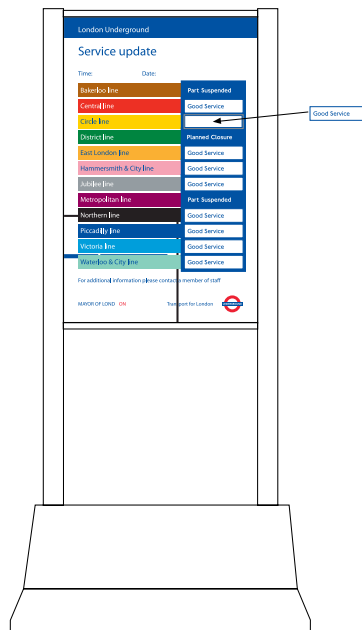 London Underground
Service update
Time: Date:
Bakerloo line Part Suspended
Central line Good Service
Circle line
Good Service
District line Planned Closure
East London line Good Service
Hammersmith & City line Good Service
Jubilee line Good Service
Metropolitan line Part Suspended
Northern line Good Service
Piccadilly line Good Service
Victoria line Good Service
Waterloo & City line Good Service
For additional information please contact a member of staff
MAYOR OF LOND ON Transport for London